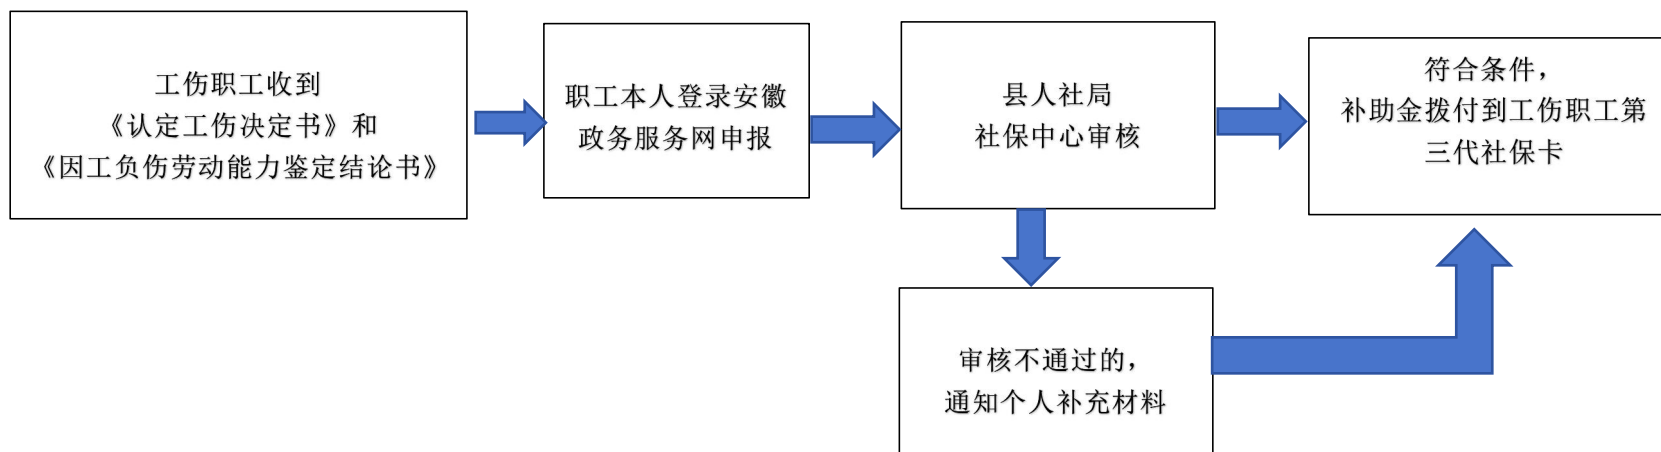 工伤职工收到
《认定工伤决定书》和
《因工负伤劳动能力鉴定结论书》
职工本人登录安徽
政务服务网申报
县人社局
社保中心审核
符合条件，
补助金拨付到工伤职工第
三代社保卡
审核不通过的，
通知个人补充材料